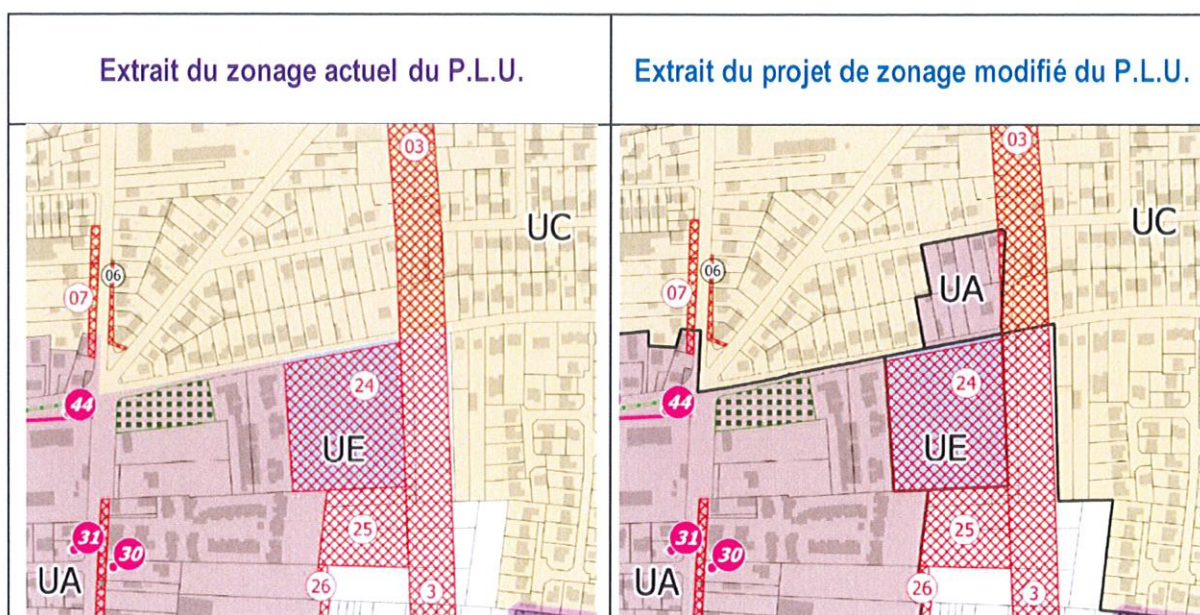 Extrait du zonage actuel du P.L.U.
Extrait du projet de zonage modifié du P.L.U.
03
UC
06
07
44
24
UE
25
31
30
UA
26
3
03
UC
06
07
UA
44
24
UE
25
31
30
UA
26
3